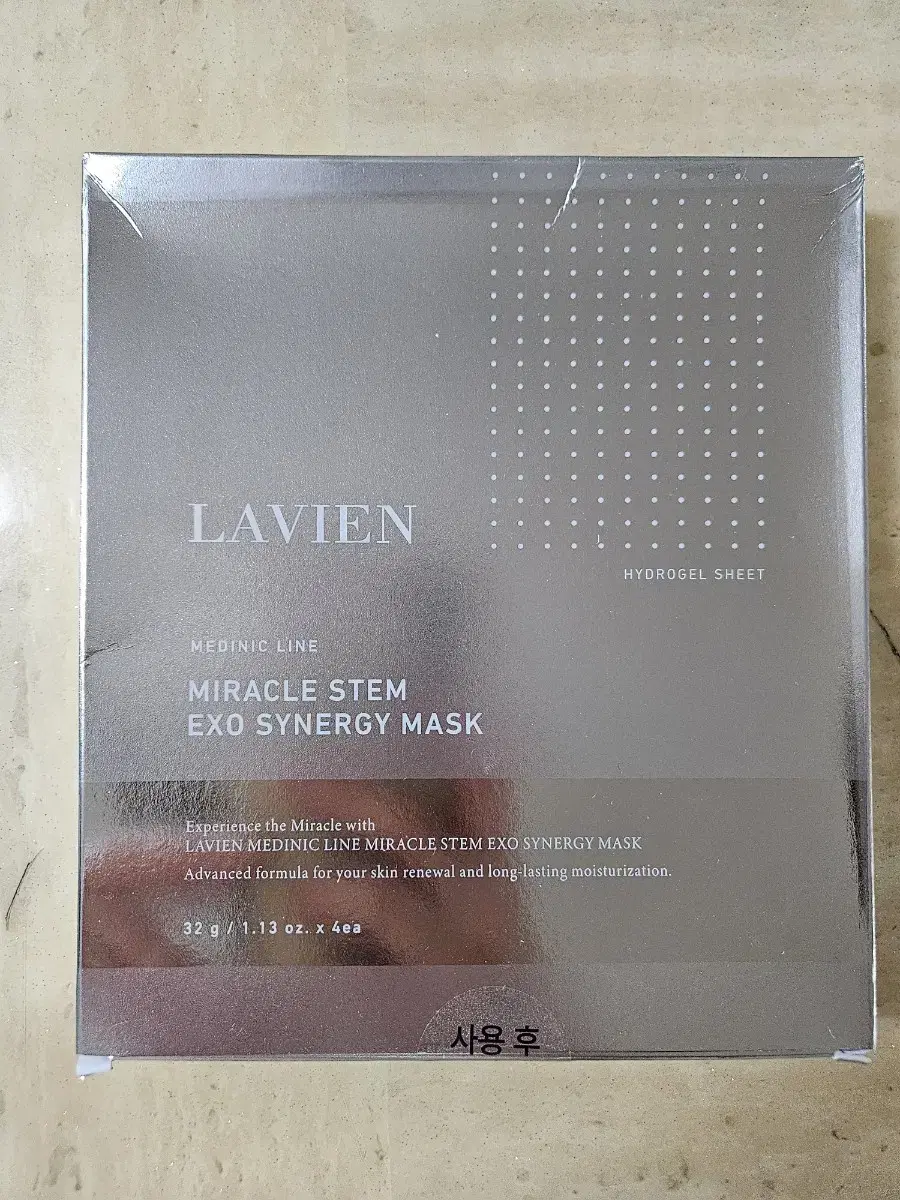 LAVIEN
HYDROGEL SHEET
MEDINIC LINE
MIRACLE STEM
EXO SYNERGY MASK
Experience the Miracle with
LAVIEN MEDINIC LINE MIRACLE STEM EXO SYNERGY MASK
Advanced formula for your skin renewal and long-lasting moisturization.
32 g / 1.13 oz. x 4ea
사용 후